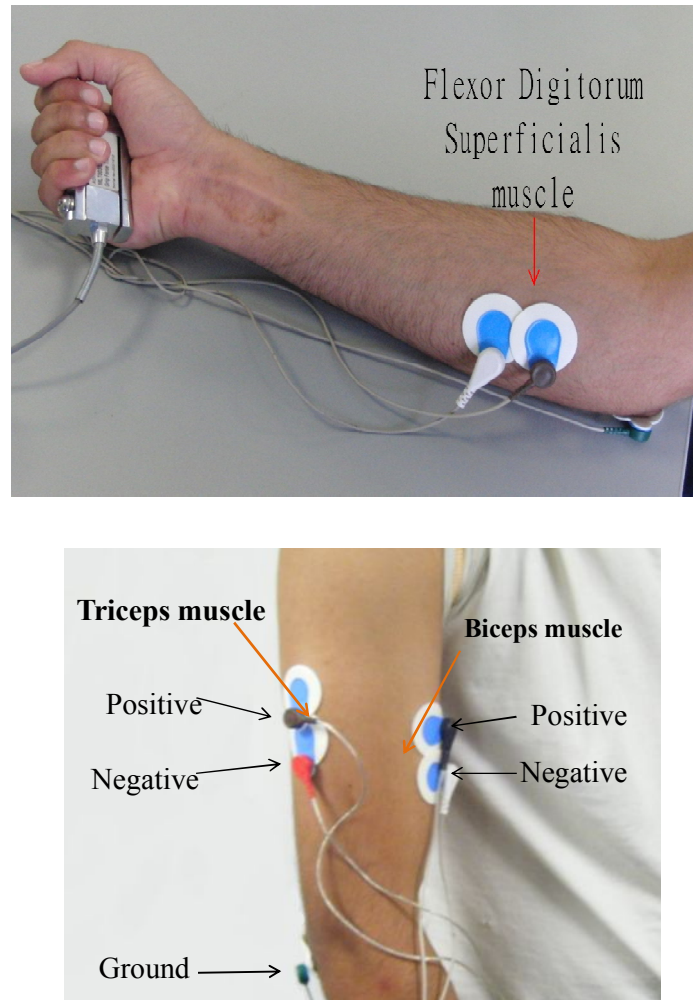 Flexor Digitorum
Superficialis
muscle
Triceps muscle
Biceps muscle
Positive
Positive
Negative
Negative
Ground